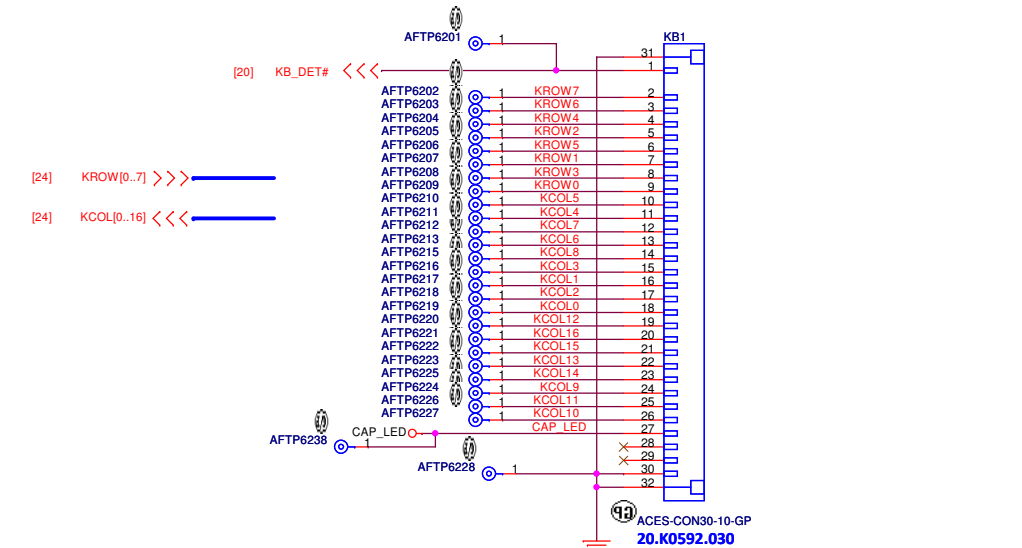 AFTP6201 1 KB1
31
[20] KB_DET# 1
AFTP6202 1 KROW7 2
AFTP6203 1 KROW6 3
AFTP6204 1 KROW4 4
AFTP6205 1 KROW2 5
AFTP6206 1 KROW5 6
AFTP6207 1 KROW1 7
[24] KROW[0..7] AFTP6208 1 KROW3 8
AFTP6209 1 KROW0 9
AFTP6210 1 KCOL5 10
[24] KCOL[0..16] AFTP6211 1 KCOL4 11
AFTP6212 1 KCOL7 12
AFTP6213 1 KCOL6 13
AFTP6215 1 KCOL8 14
AFTP6216 1 KCOL3 15
AFTP6217 1 KCOL1 16
AFTP6218 1 KCOL2 17
AFTP6219 1 KCOL0 18
AFTP6220 1 KCOL12 19
AFTP6221 1 KCOL16 20
AFTP6222 1 KCOL15 21
AFTP6223 1 KCOL13 22
AFTP6225 1 KCOL14 23
AFTP6224 1 KCOL9 24
AFTP6226 1 KCOL11 25
AFTP6227 1 KCOL10 26
CAP_LED CAP_LED 27
AFTP6238 1 28
29
AFTP6228 1 30
32
GP ACES-CON30-10-GP
20.K0592.030